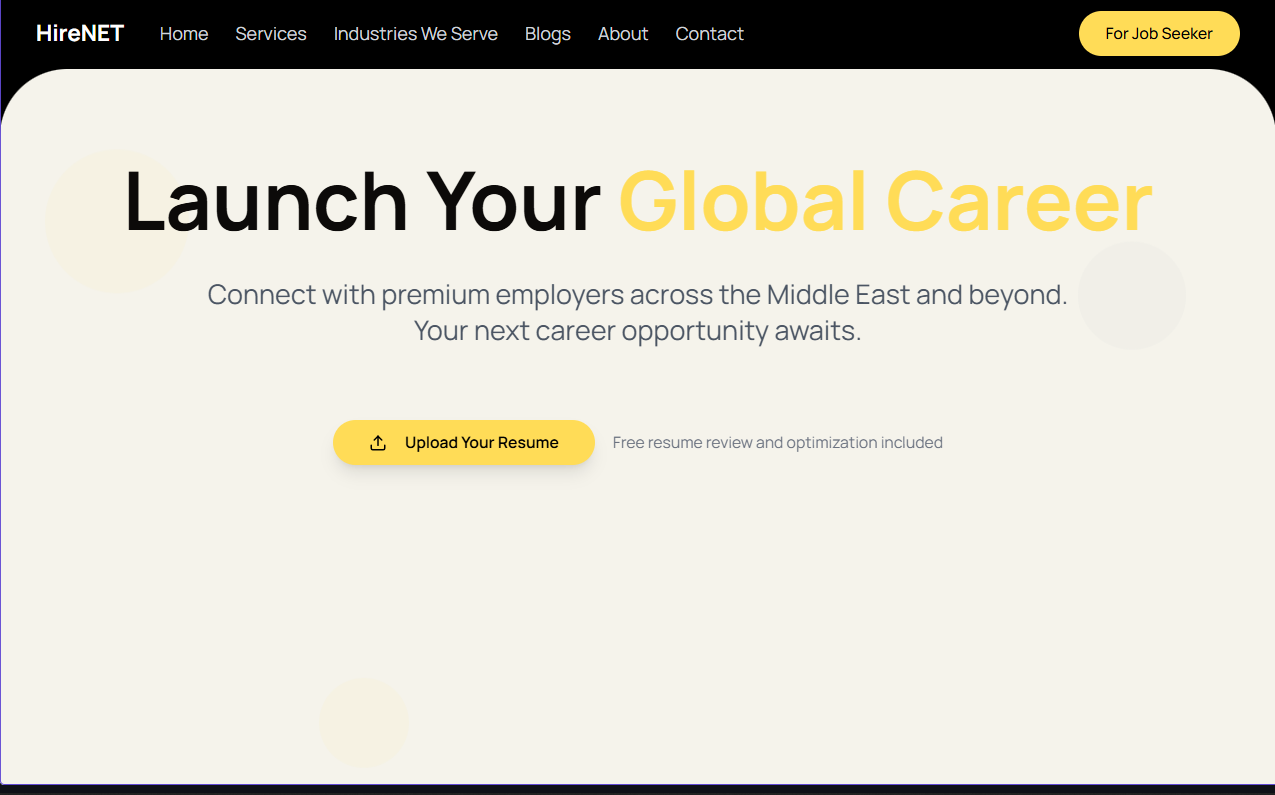 HireNET Home Services Industries We Serve Blogs About Contact For Job Seeker
Launch Your Global Career
Connect with premium employers across the Middle East and beyond.
Your next career opportunity awaits.
Upload Your Resume Free resume review and optimization included